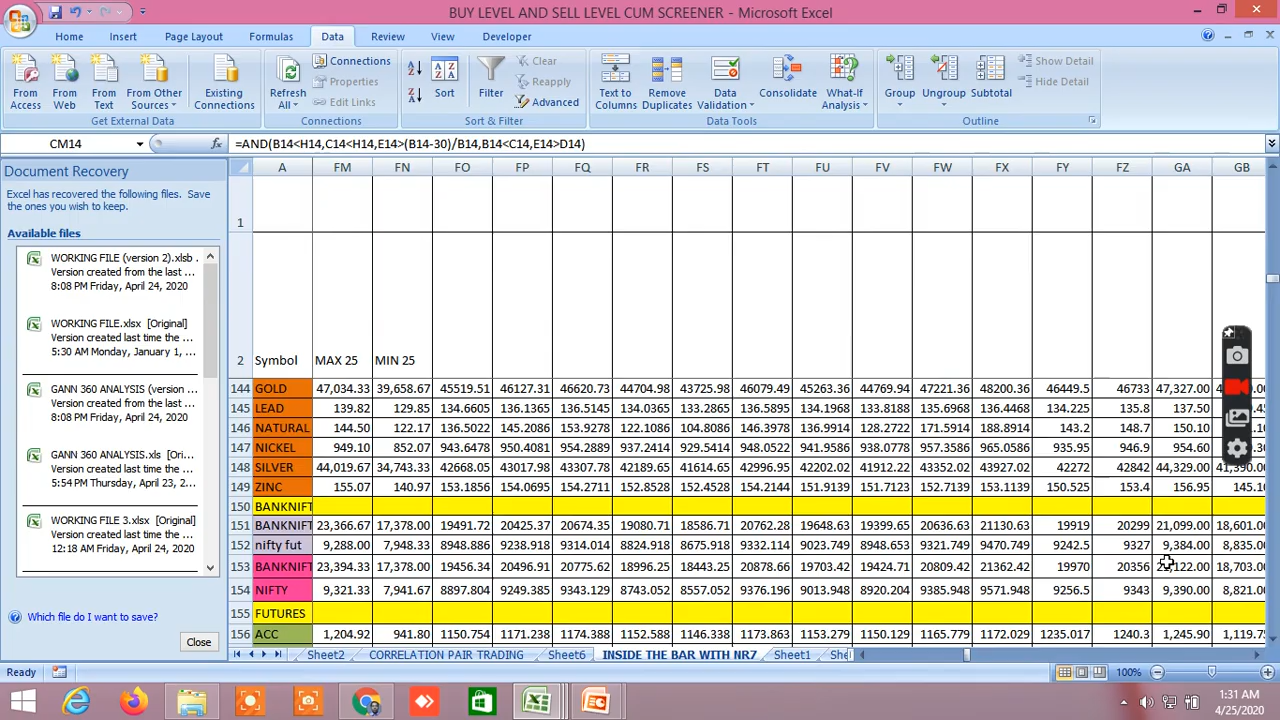 BUY LEVEL AND SELL LEVEL CUM SCREENER - Microsoft Excel
Home Insert Page Layout Formulas Data Review View Developer
From Access From Web From Text From Other Sources Existing Connections Refresh All Connections Properties Edit Links Sort Filter Clear Reapply Advanced Text to Columns Remove Duplicates Data Validation Consolidate What-If Analysis Group Ungroup Subtotal Show Detail Hide Detail
Get External Data Connections Sort & Filter Data Tools Outline
CM14 fx =AND(B14<H14,C14<H14,E14>(B14-30)/B14,B14<C14,E14>D14)
Document Recovery
Excel has recovered the following files. Save
the ones you wish to keep.
Available files
WORKING FILE (version 2).xlsb .
Version created from the last ...
8:08 PM Friday, April 24, 2020
WORKING FILE.xlsx [Original]
Version created last time the ...
5:30 AM Monday, January 1, ...
GANN 360 ANALYSIS (version ...
Version created from the last ...
8:08 PM Friday, April 24, 2020
GANN 360 ANALYSIS.xls [Ori...
Version created last time the ...
5:54 PM Thursday, April 23, 2...
WORKING FILE 3.xlsx [Original]
Version created last time the ...
12:18 AM Friday, April 24, 2020
Which file do I want to save?
Close
A FM FN FO FP FQ FR FS FT FU FV FW FX FY FZ GA GB
1
2 Symbol MAX 25 MIN 25
144 GOLD 47,034.33 39,658.67 45519.51 46127.31 46620.73 44704.98 43725.98 46079.49 45263.36 44769.94 47221.36 48200.36 46449.5 46733 47,327.00
145 LEAD 139.82 129.85 134.6605 136.1365 136.5145 134.0365 133.2865 136.5895 134.1968 133.8188 135.6968 136.4468 134.225 135.8 137.50
146 NATURAL 144.50 122.17 136.5022 145.2086 153.9278 122.1086 104.8086 146.3978 136.9914 128.2722 171.5914 188.8914 143.2 148.7 150.10
147 NICKEL 949.10 852.07 943.6478 950.4081 954.2889 937.2414 929.5414 948.0522 941.9586 938.0778 957.3586 965.0586 935.95 946.9 954.60
148 SILVER 44,019.67 34,743.33 42668.05 43017.98 43307.78 42189.65 41614.65 42996.95 42202.02 41912.22 43352.02 43927.02 42272 42842 44,329.00 41,390.00
149 ZINC 155.07 140.97 153.1856 154.0695 154.2711 152.8528 152.4528 154.2144 151.9139 151.7123 152.7139 153.1139 150.525 153.4 156.95 145.10
150 BANKNIFT
151 BANKNIFT 23,366.67 17,378.00 19491.72 20425.37 20674.35 19080.71 18586.71 20762.28 19648.63 19399.65 20636.63 21130.63 19919 20299 21,099.00 18,601.00
152 nifty fut 9,288.00 7,948.33 8948.886 9238.918 9314.014 8824.918 8675.918 9332.114 9023.749 8948.653 9321.749 9470.749 9242.5 9327 9,384.00 8,835.00
153 BANKNIFT 23,394.33 17,378.00 19456.34 20496.91 20775.62 18996.25 18443.25 20878.66 19703.42 19424.71 20809.42 21362.42 19970 20356 122.00 18,703.00
154 NIFTY 9,321.33 7,941.67 8897.804 9249.385 9343.129 8743.052 8557.052 9376.196 9013.948 8920.204 9385.948 9571.948 9256.5 9343 9,390.00 8,821.00
155 FUTURES
156 ACC 1,204.92 941.80 1150.754 1171.238 1174.388 1152.588 1146.338 1173.863 1153.279 1150.129 1165.779 1172.029 1235.017 1240.3 1,245.90 1,119.7
Sheet2 CORRELATION PAIR TRADING Sheet6 INSIDE THE BAR WITH NR7 Sheet1 She
Ready 100%
1:31 AM
4/25/2020